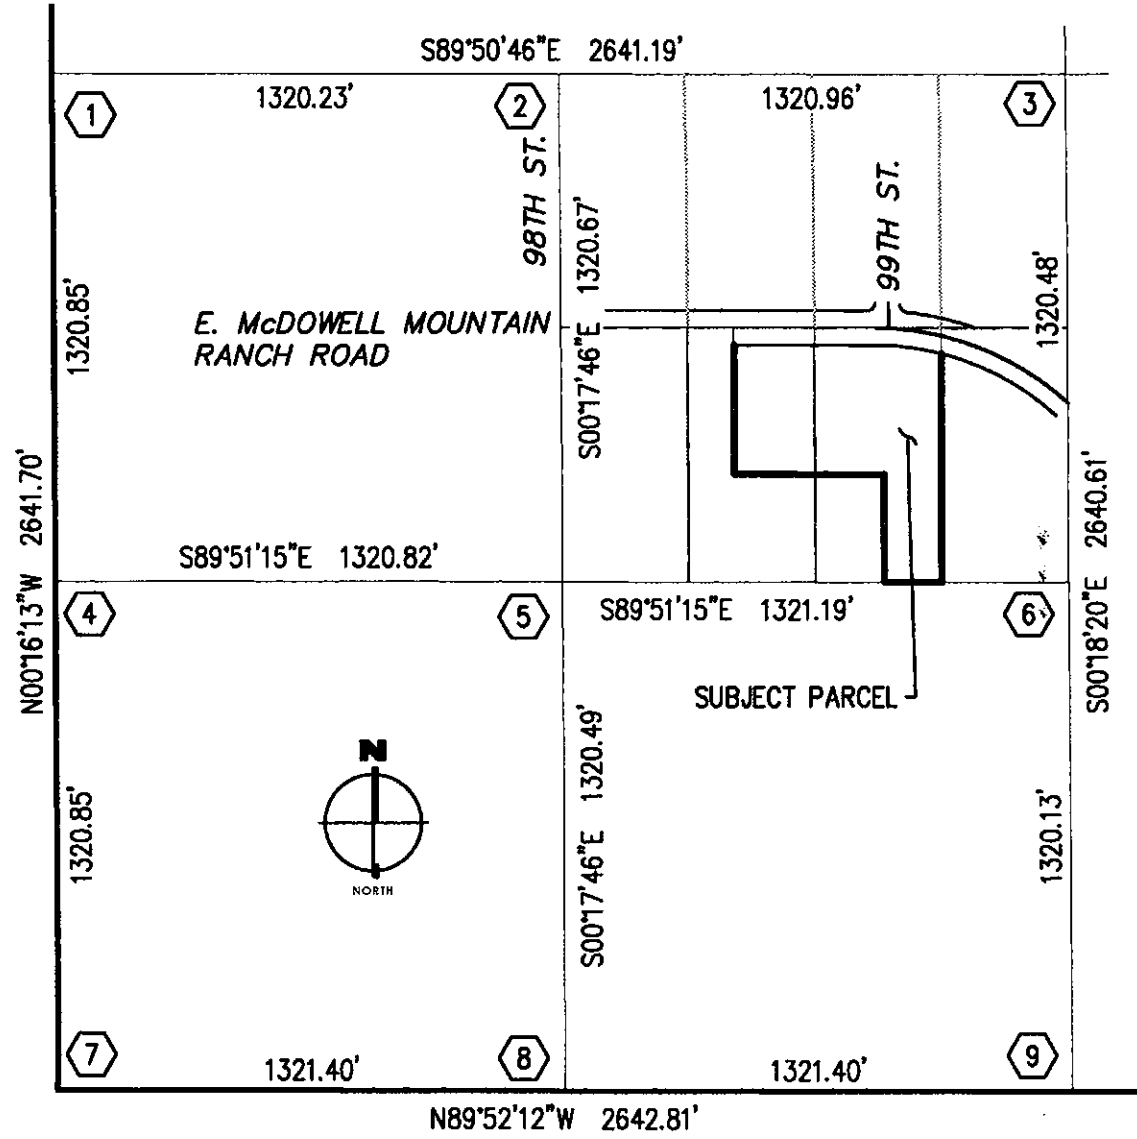 S89°50'46"E 2641.19'
1
1320.23'
2
1320.96'
3
98TH ST.
99TH ST.
1320.67'
S00°17'46"E
1320.48'
1320.85'
E. McDOWELL MOUNTAIN
RANCH ROAD
N00°16'13"W 2641.70'
S00°18'20"E 2640.61'
S89°51'15"E 1320.82'
4
5
S89°51'15"E 1321.19'
6
SUBJECT PARCEL
N
NORTH
1320.85'
S00°17'46"E 1320.49'
1320.13'
7
1321.40'
8
1321.40'
9
N89°52'12"W 2642.81'